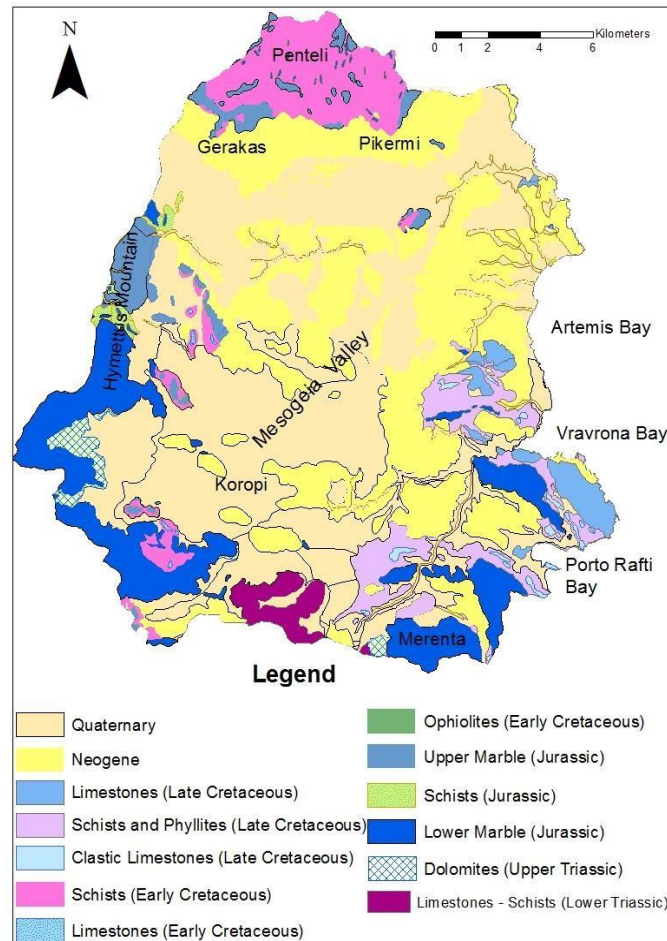 N
Kilometers
0 1 2 4 6
Penteli
Gerakas
Pikermi
Hymettus Mountain
Artemis Bay
Mesogeia Valley
Vravrona Bay
Koropi
Porto Rafti
Bay
Merenta
Legend
Quaternary
Neogene
Limestones (Late Cretaceous)
Schists and Phyllites (Late Cretaceous)
Clastic Limestones (Late Cretaceous)
Schists (Early Cretaceous)
Limestones (Early Cretaceous)
Ophiolites (Early Cretaceous)
Upper Marble (Jurassic)
Schists (Jurassic)
Lower Marble (Jurassic)
Dolomites (Upper Triassic)
Limestones - Schists (Lower Triassic)